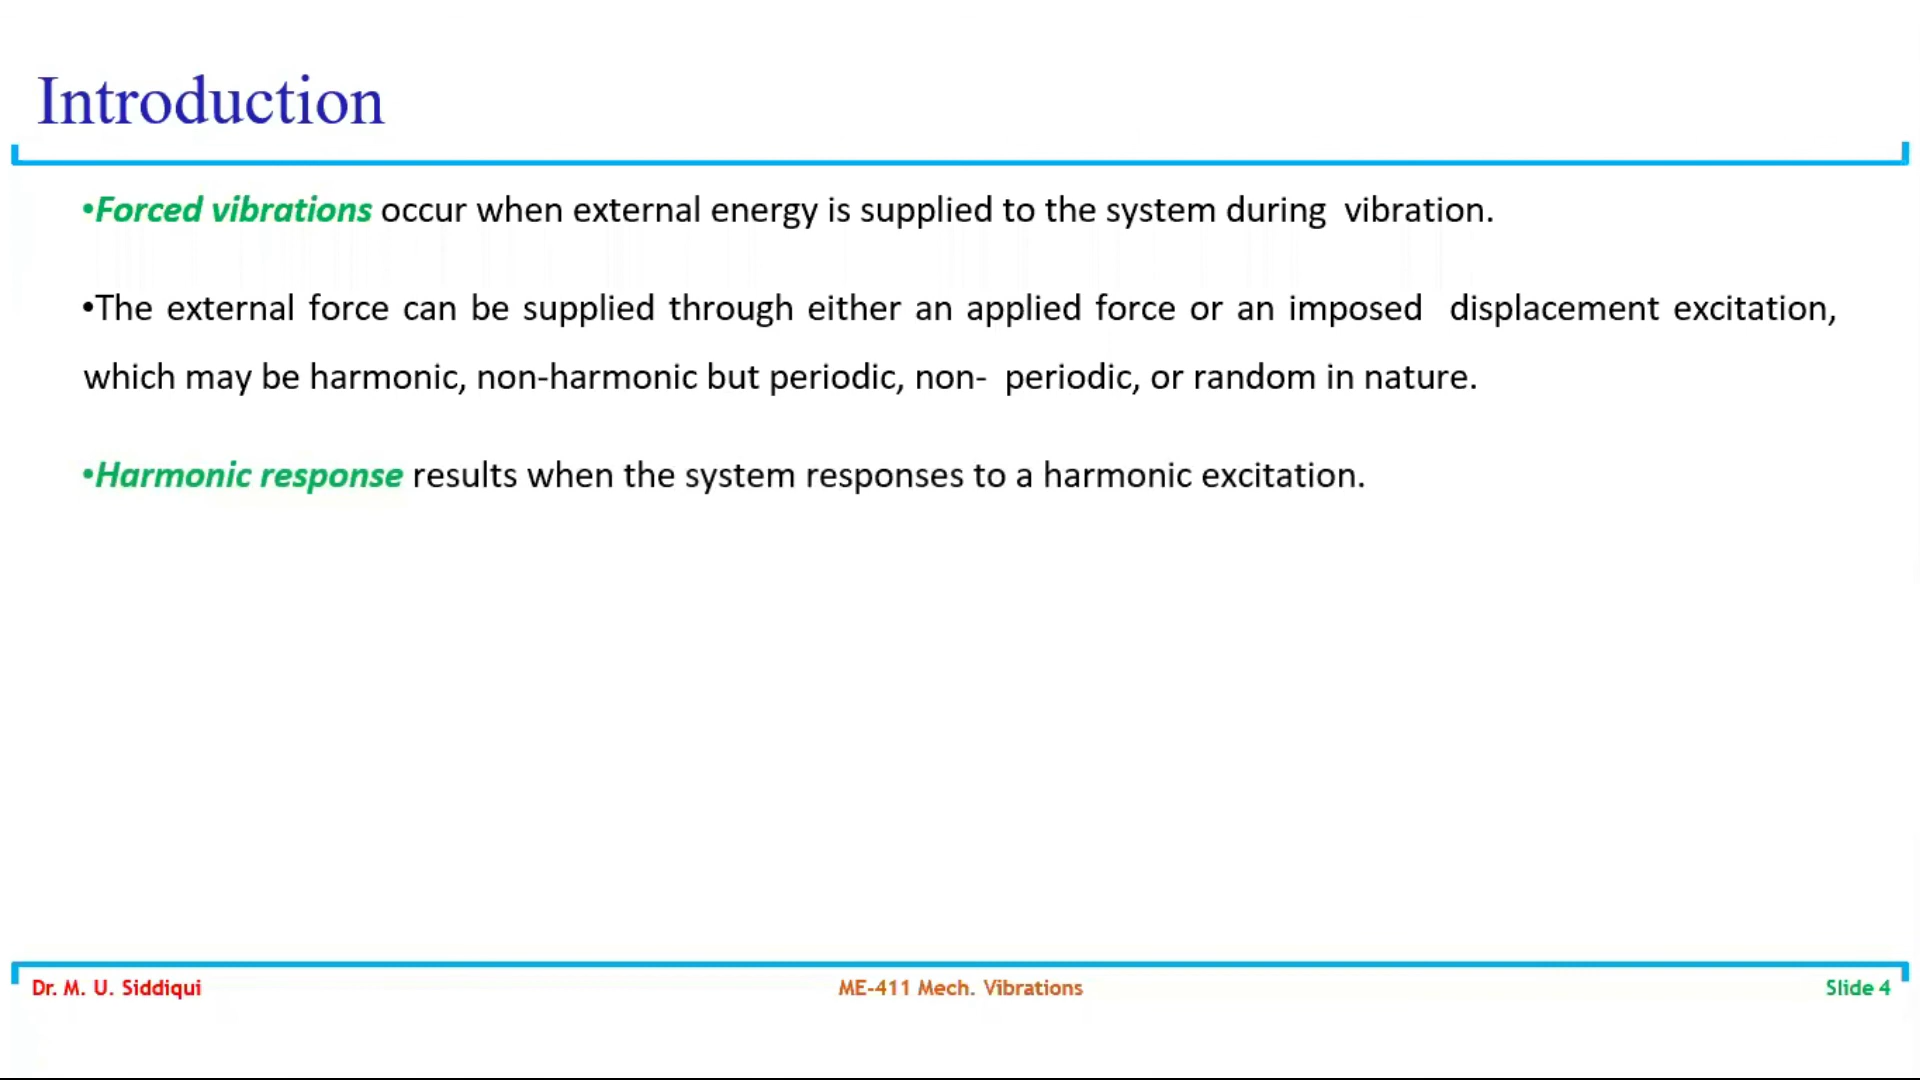 Introduction
•Forced vibrations occur when external energy is supplied to the system during vibration.
•The external force can be supplied through either an applied force or an imposed displacement excitation,
which may be harmonic, non-harmonic but periodic, non- periodic, or random in nature.
•Harmonic response results when the system responses to a harmonic excitation.
Dr. M. U. Siddiqui
ME-411 Mech. Vibrations
Slide 4